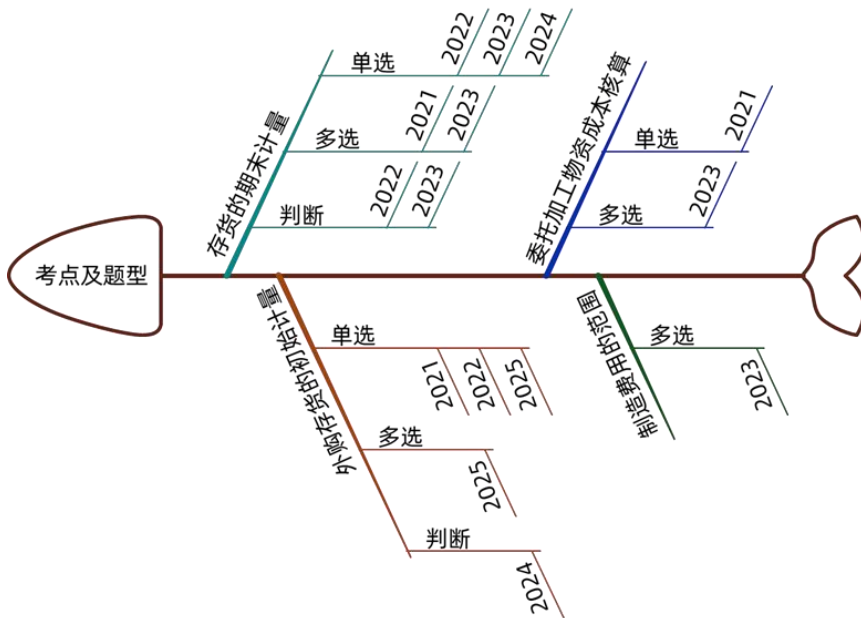 考点及题型
存货的期末计量
单选
2022
2023
2024
多选
2021
2023
判断
2022
2023
外购存货的初始计量
单选
2021
2022
2025
多选
2025
判断
2024
委托加工物资成本核算
单选
2021
多选
2023
制造费用的范围
多选
2023